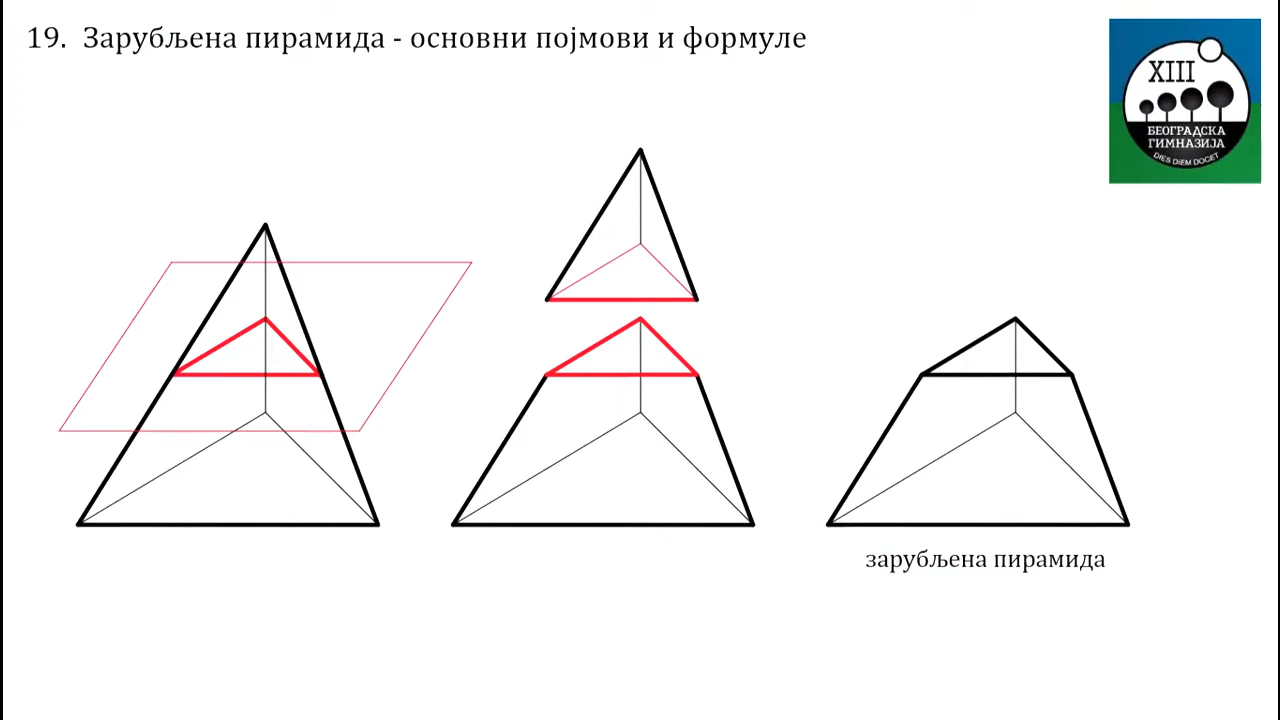 19. Зарубљена пирамида - основни појмови и формуле
XIII
БЕОГРАДСКА
ГИМНАЗИЈА
DIES DIEM DOCET
зарубљена пирамида